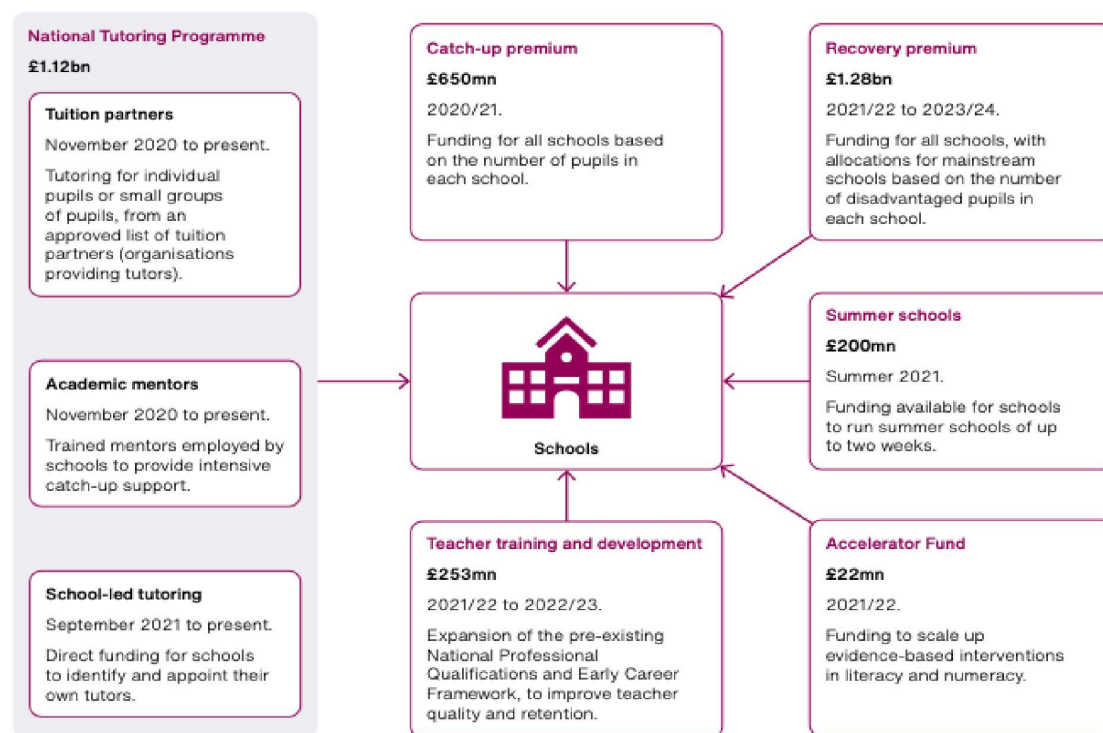 National Tutoring Programme
£1.12bn
Tuition partners
November 2020 to present.
Tutoring for individual
pupils or small groups
of pupils, from an
approved list of tuition
partners (organisations
providing tutors).
Academic mentors
November 2020 to present.
Trained mentors employed by
schools to provide intensive
catch-up support.
School-led tutoring
September 2021 to present.
Direct funding for schools
to identify and appoint their
own tutors.
Catch-up premium
£650mn
2020/21.
Funding for all schools based
on the number of pupils in
each school.
Recovery premium
£1.28bn
2021/22 to 2023/24.
Funding for all schools, with
allocations for mainstream
schools based on the number
of disadvantaged pupils in
each school.
Schools
Summer schools
£200mn
Summer 2021.
Funding available for schools
to run summer schools of up
to two weeks.
Teacher training and development
£253mn
2021/22 to 2022/23.
Expansion of the pre-existing
National Professional
Qualifications and Early Career
Framework, to improve teacher
quality and retention.
Accelerator Fund
£22mn
2021/22.
Funding to scale up
evidence-based interventions
in literacy and numeracy.